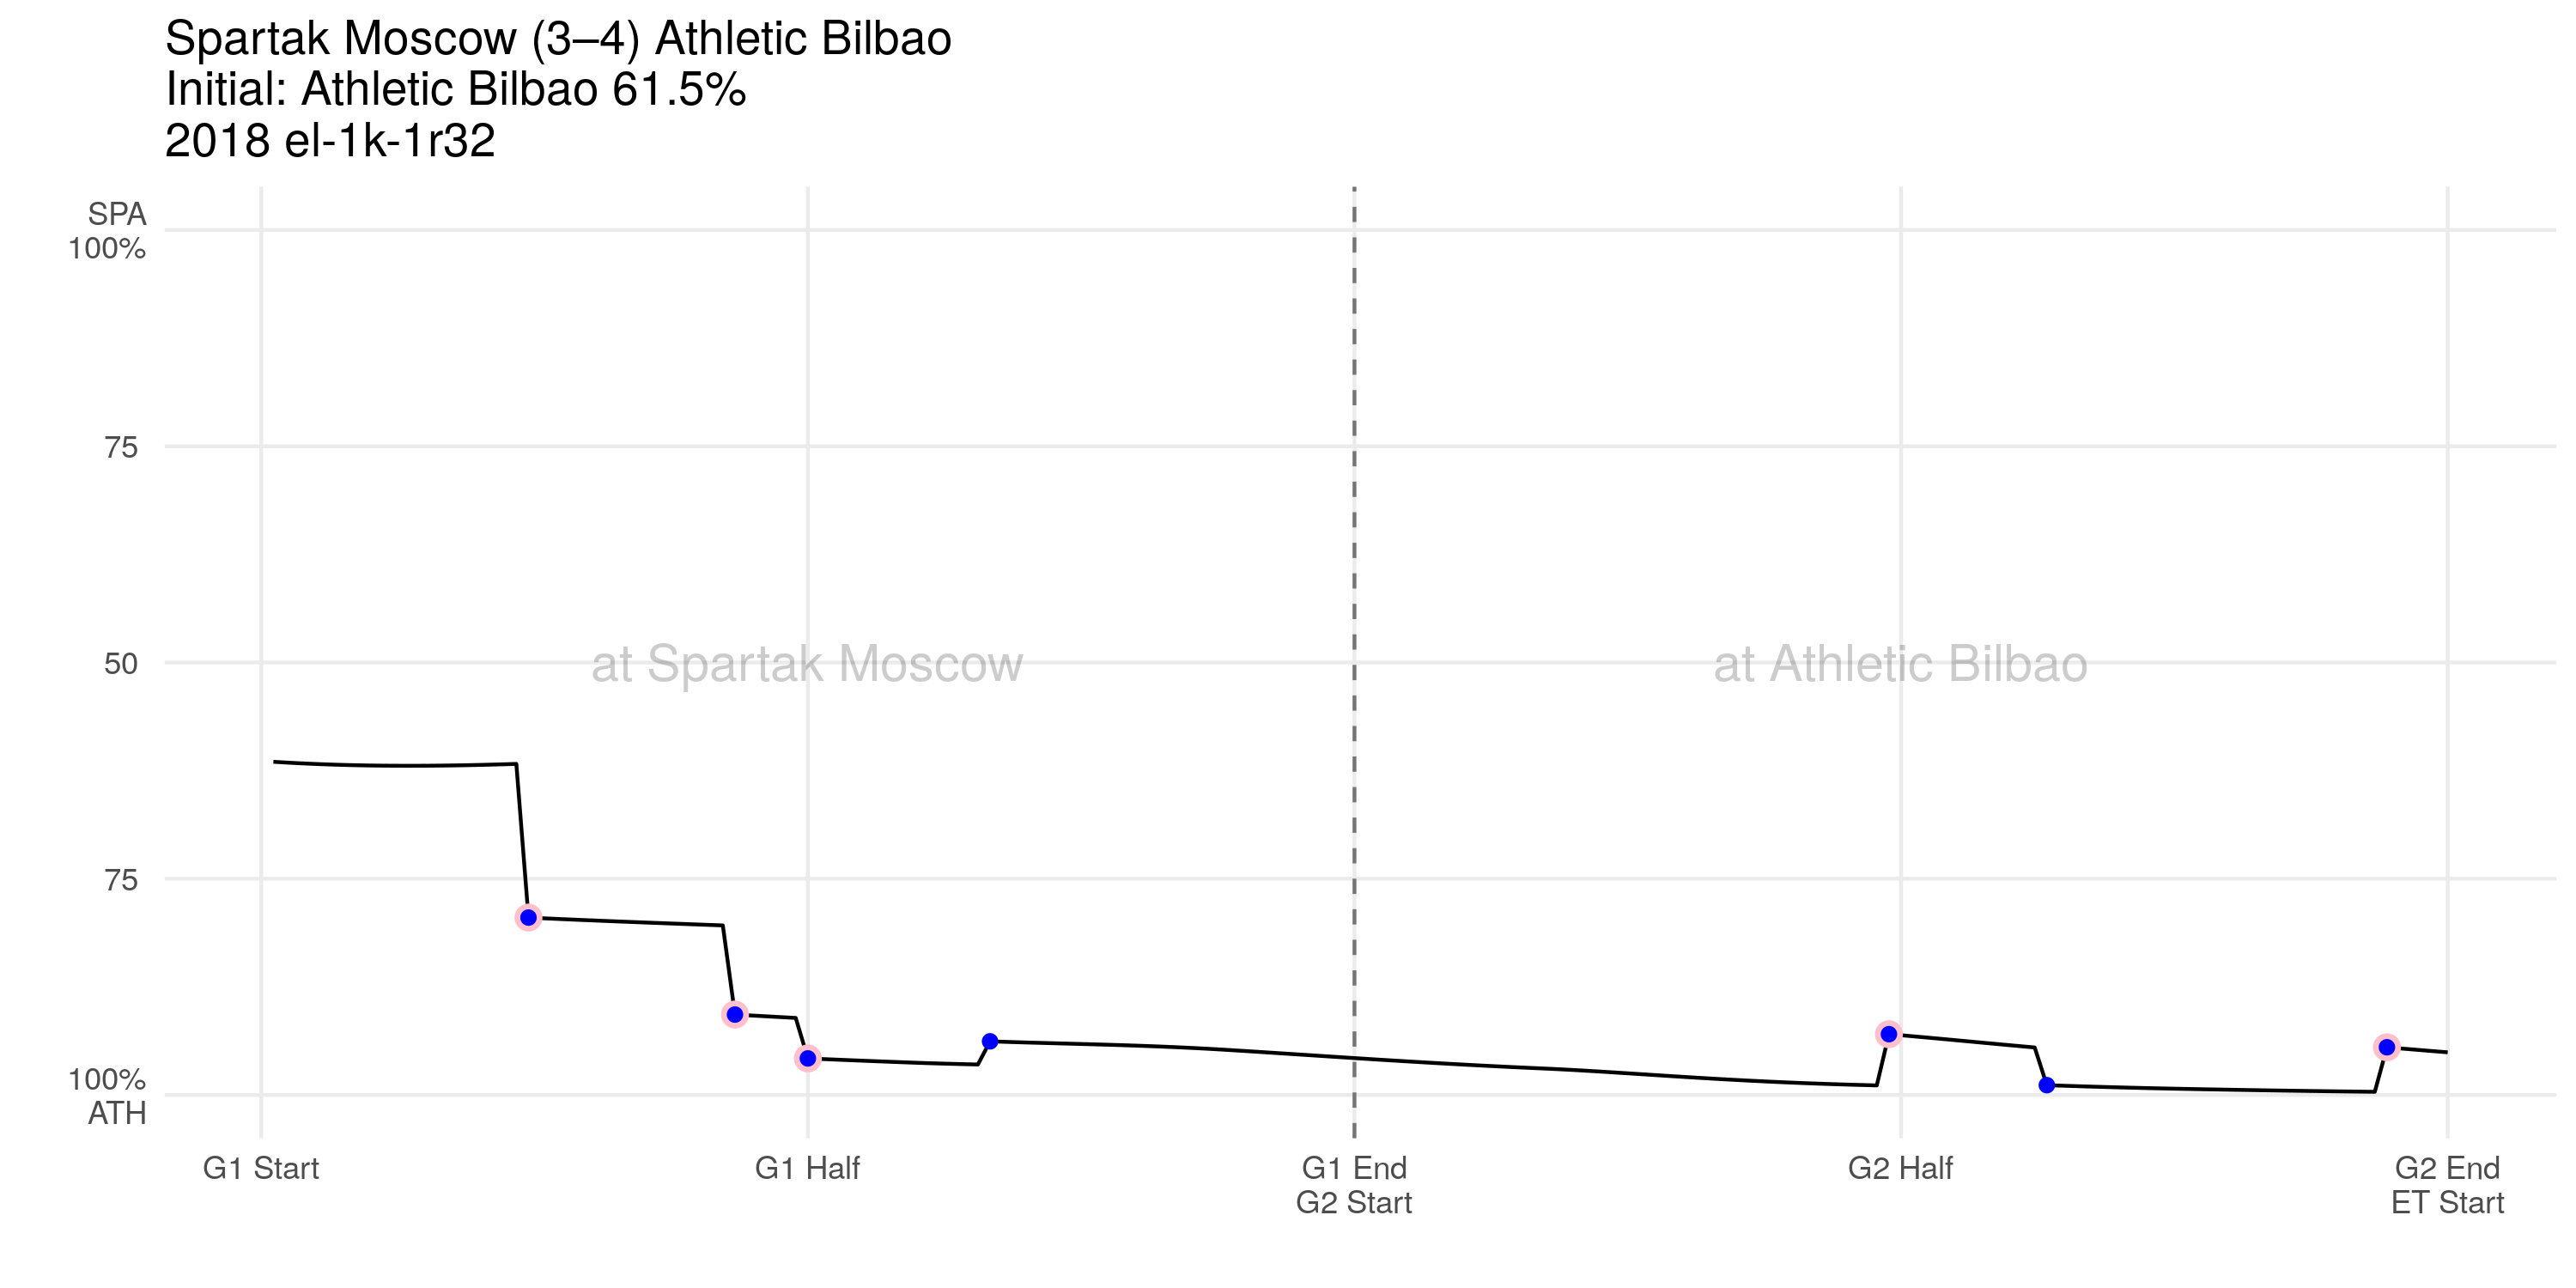 Spartak Moscow (3–4) Athletic Bilbao
Initial: Athletic Bilbao 61.5%
2018 el-1k-1r32
SPA
100%
75
50
75
100%
ATH
at Spartak Moscow
at Athletic Bilbao
G1 Start
G1 Half
G1 End
G2 Start
G2 Half
G2 End
ET Start